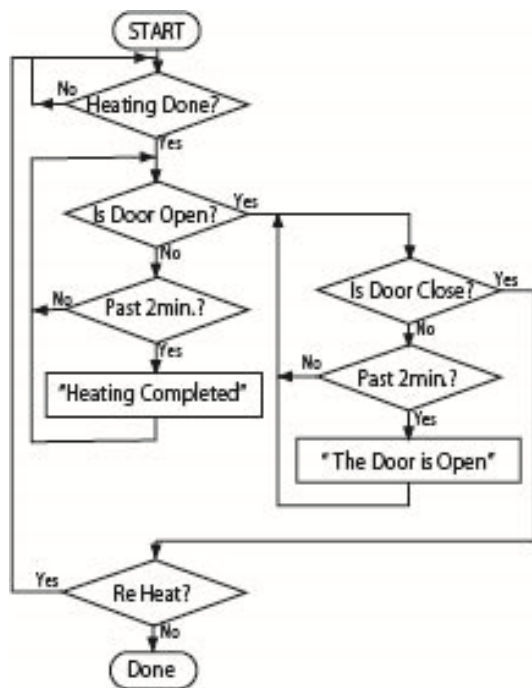 START
No
Heating Done?
Yes
Is Door Open?
Yes
No
Is Door Close?
Yes
No
Past 2min.?
No
Yes
No
Past 2min.?
Yes
"Heating Completed"
" The Door is Open"
Yes
Re Heat?
No
Done